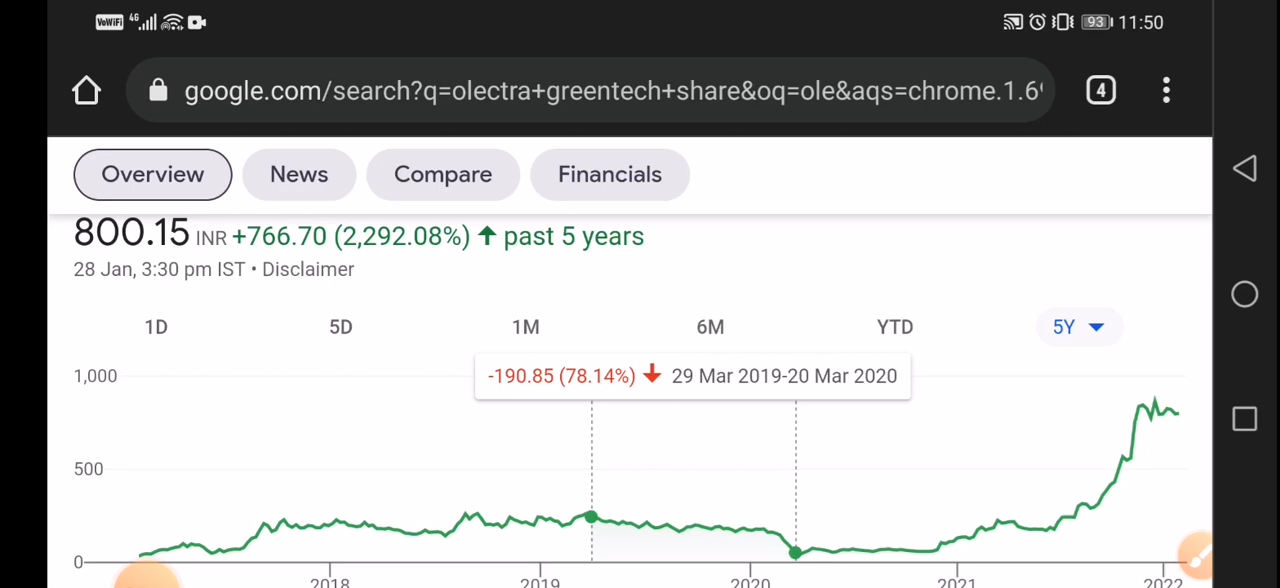 VoWiFi 4G 93 11:50
google.com/search?q=olectra+greentech+share&oq=ole&aqs=chrome.1.6 4
Overview News Compare Financials
800.15 INR +766.70 (2,292.08%) ↑ past 5 years
28 Jan, 3:30 pm IST • Disclaimer
1D 5D 1M 6M YTD 5Y
1,000
-190.85 (78.14%) ↓ 29 Mar 2019-20 Mar 2020
500
0
2018 2019 2020 2021 2022